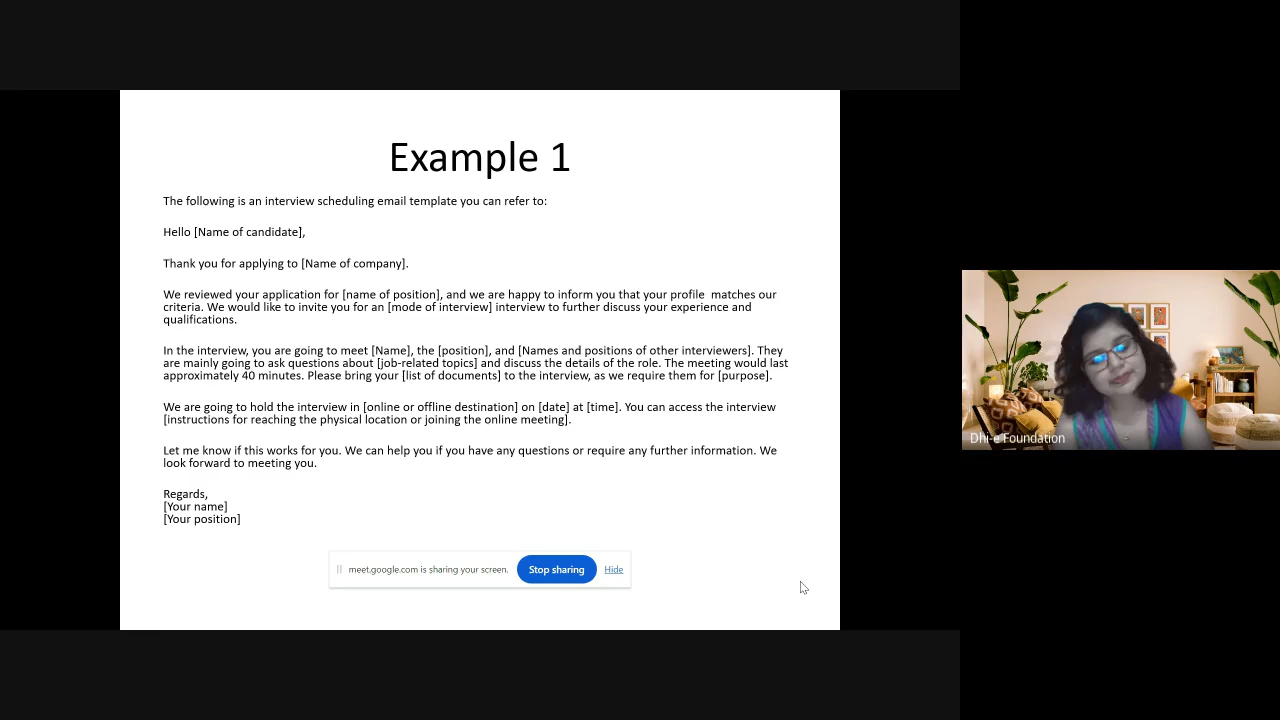 Example 1
The following is an interview scheduling email template you can refer to:
Hello [Name of candidate],
Thank you for applying to [Name of company].
We reviewed your application for [name of position], and we are happy to inform you that your profile  matches our
criteria. We would like to invite you for an [mode of interview] interview to further discuss your experience and
qualifications.
In the interview, you are going to meet [Name], the [position], and [Names and positions of other interviewers]. They
are mainly going to ask questions about [job-related topics] and discuss the details of the role. The meeting would last
approximately 40 minutes. Please bring your [list of documents] to the interview, as we require them for [purpose].
We are going to hold the interview in [online or offline destination] on [date] at [time]. You can access the interview
[instructions for reaching the physical location or joining the online meeting].
Let me know if this works for you. We can help you if you have any questions or require any further information. We
look forward to meeting you.
Regards,
[Your name]
[Your position]
meet.google.com is sharing your screen. Stop sharing Hide
Dhi-e Foundation